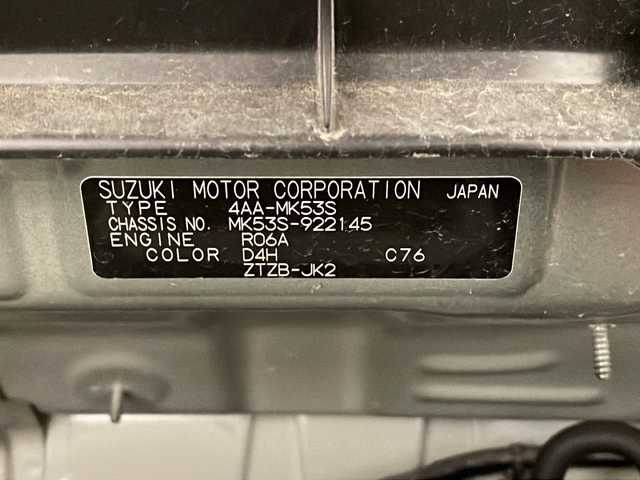 SUZUKI MOTOR CORPORATION JAPAN
TYPE 4AA-MK53S
CHASSIS NO. MK53S-922145
ENGINE R06A
COLOR D4H C76
ZTZB-JK2